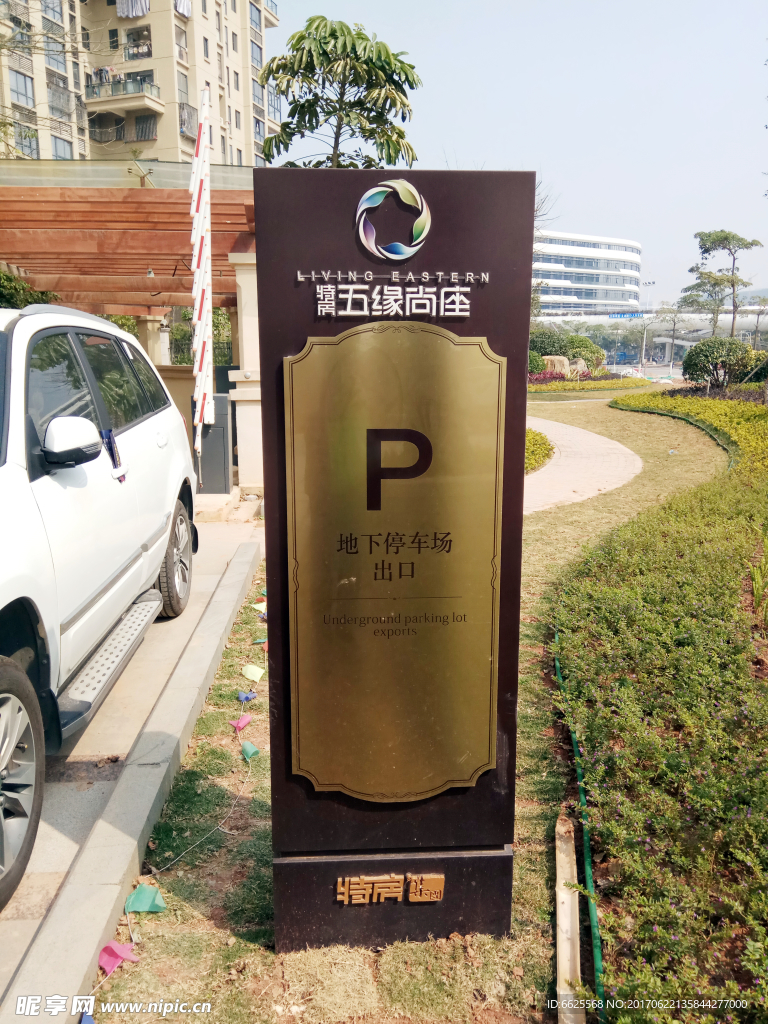 LIVING EASTERN
特房 五缘尚座
P
地下停车场
出口
Underground parking lot
exports
特房
昵享网 www.nipic.cn
ID:6625568 NO:20170622135844277000